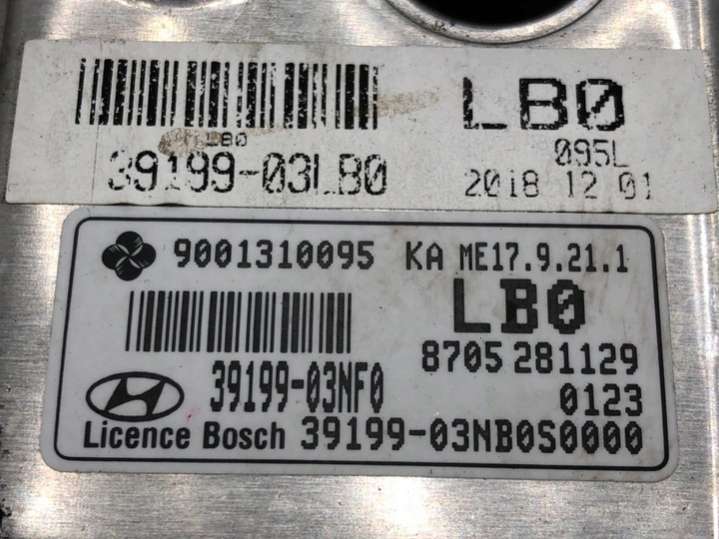 LB0
LB0
39199-03LB0
095L
2018 12 01
9001310095 KA ME17.9.21.1
LB0
8705 281129
39199-03NF0
0123
Licence Bosch 39199-03NB0S0000